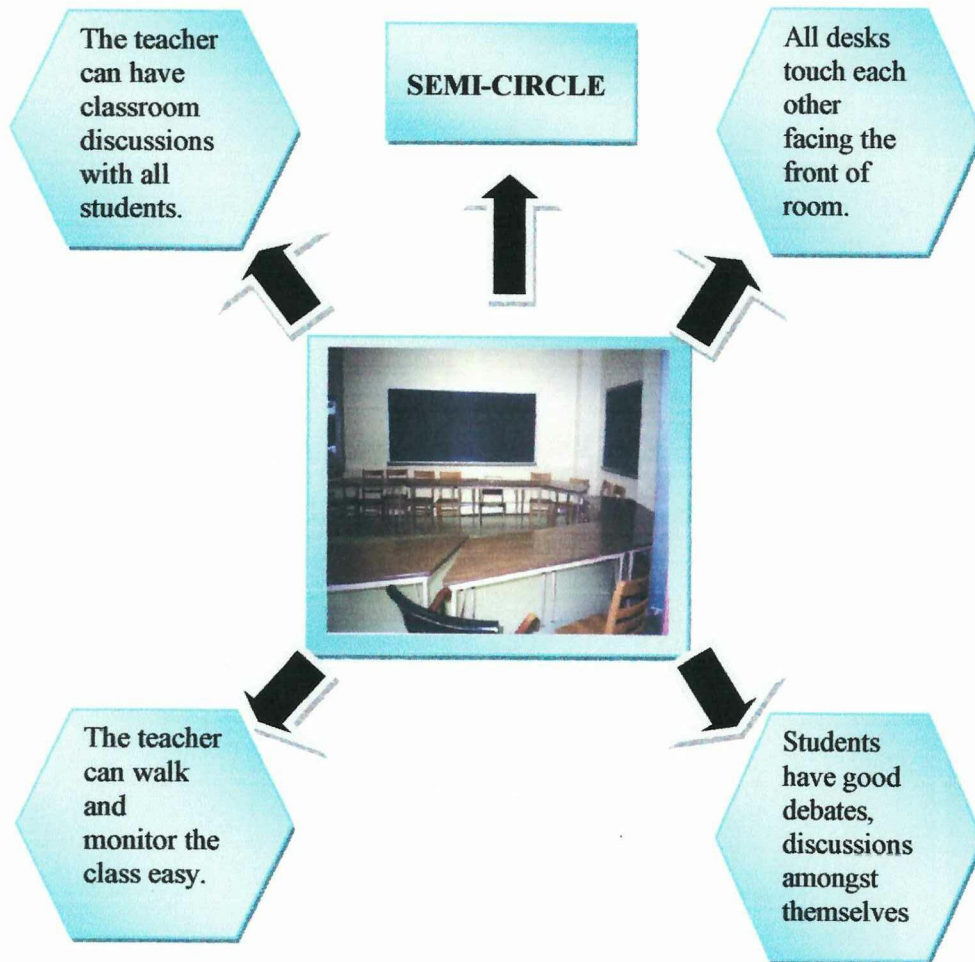 The teacher
can have
classroom
discussions
with all
students.
SEMI-CIRCLE
All desks
touch each
other
facing the
front of
room.
The teacher
can walk
and
monitor the
class easy.
Students
have good
debates,
discussions
amongst
themselves